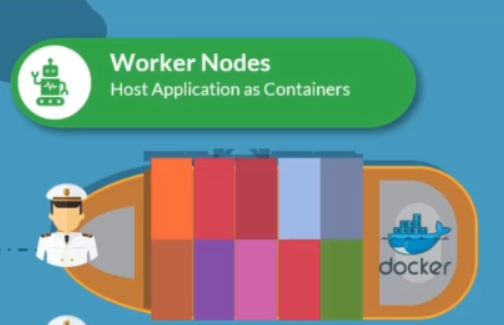 Worker Nodes
Host Application as Containers
docker